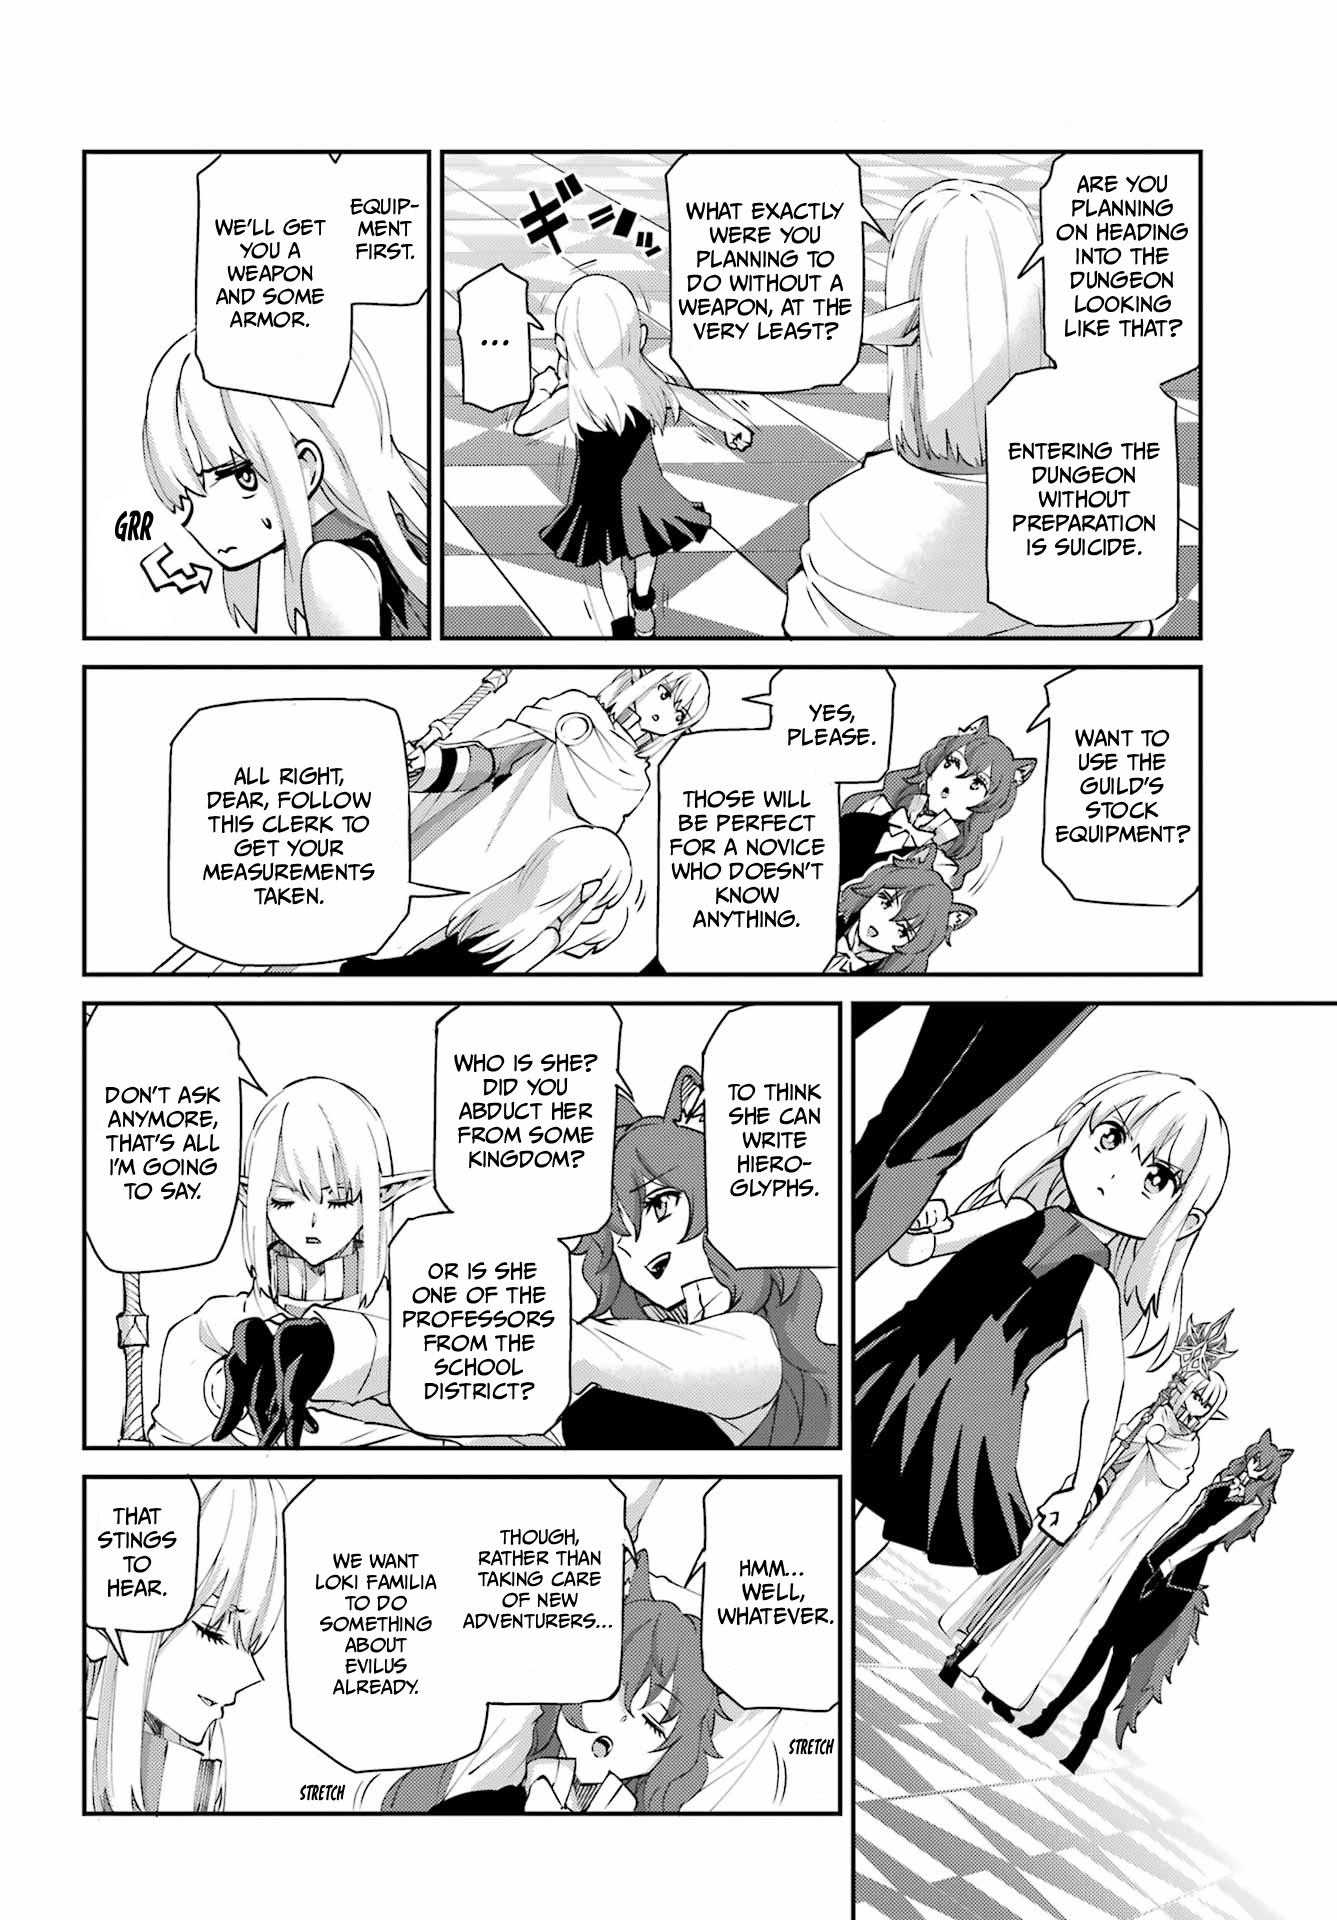 ARE YOU
PLANNING
ON HEADING
INTO THE
DUNGEON
LOOKING
LIKE THAT?
ENTERING THE
DUNGEON
WITHOUT
PREPARATION
IS SUICIDE.
WHAT EXACTLY
WERE YOU
PLANNING TO
DO WITHOUT A
WEAPON, AT THE
VERY LEAST?
ギニッ
...
EQUIP-
MENT
FIRST.
WE'LL GET
YOU A
WEAPON
AND SOME
ARMOR.
GRR
WANT TO
USE THE
GUILD'S
STOCK
EQUIPMENT?
YES,
PLEASE.
THOSE WILL
BE PERFECT
FOR A NOVICE
WHO DOESN'T
KNOW
ANYTHING.
ALL RIGHT,
DEAR, FOLLOW
THIS CLERK TO
GET YOUR
MEASUREMENTS
TAKEN.
TO THINK
SHE CAN
WRITE
HIERO-
GLYPHS.
WHO IS SHE?
DID YOU
ABDUCT HER
FROM SOME
KINGDOM?
OR IS SHE
ONE OF THE
PROFESSORS
FROM THE
SCHOOL
DISTRICT?
DON'T ASK
ANYMORE,
THAT'S ALL
I'M GOING
TO SAY.
HMM...
WELL,
WHATEVER.
THOUGH,
RATHER THAN
TAKING CARE
OF NEW
ADVENTURERS...
WE WANT
LOKI FAMILIA
TO DO
SOMETHING
ABOUT
EVILUS
ALREADY.
STRETCH
STRETCH
THAT
STINGS
TO
HEAR.